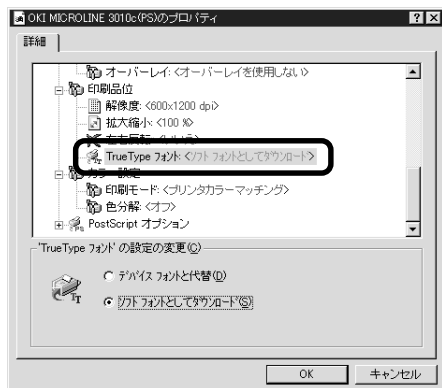 OKI MICROLINE 3010c(PS)のプロパティ
詳細
オーバーレイ: <オーバーレイを使用しない>
印刷品位
解像度: <600x1200 dpi>
拡大縮小: <100 %>
左右反転: <いいえ>
TrueType フォント: <ソフト フォントとしてダウンロード>
カラー設定
印刷モード: <プリンタカラーマッチング>
色分解: <オフ>
PostScript オプション
'TrueType フォント' の設定の変更(C)
デバイス フォントと代替(D)
ソフト フォントとしてダウンロード(S)
OK
キャンセル